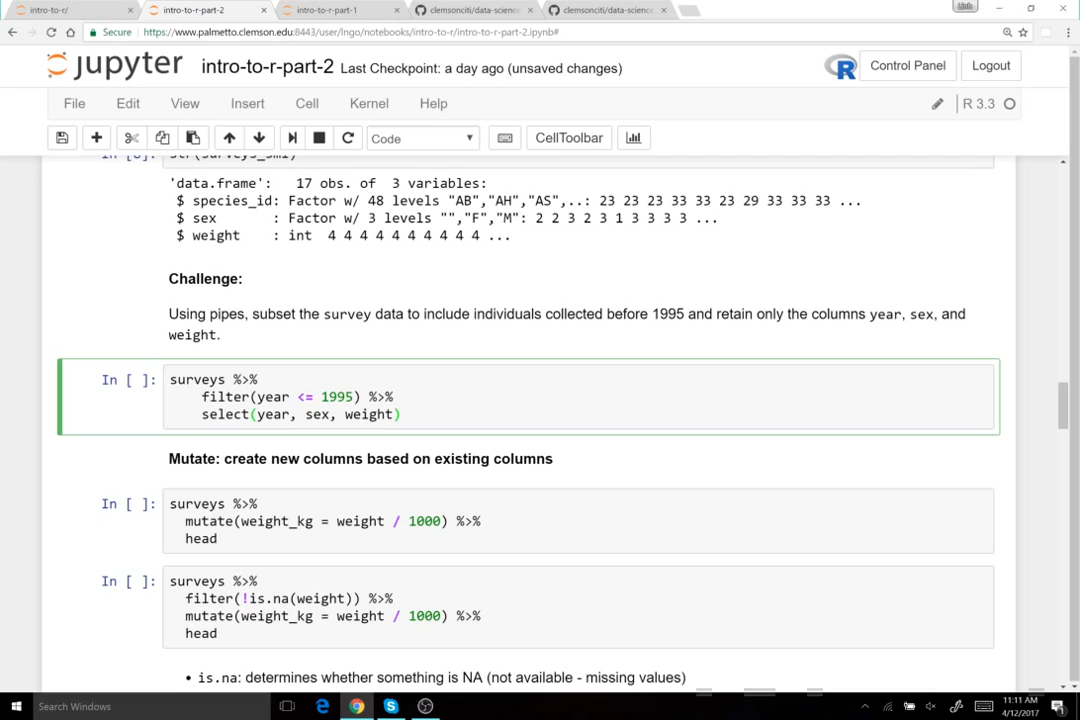 intro-to-r/
intro-to-r-part-2
intro-to-r-part-1
clemsonciti/data-science
clemsonciti/data-science
Secure
https://www.palmetto.clemson.edu:8443/user/lngo/notebooks/intro-to-r/intro-to-r-part-2.ipynb#
jupyter intro-to-r-part-2 Last Checkpoint: a day ago (unsaved changes)
R Control Panel Logout
File Edit View Insert Cell Kernel Help R 3.3
Code CellToolbar
'data.frame': 17 obs. of 3 variables:
$ species_id: Factor w/ 48 levels "AB","AH","AS",..: 23 23 23 33 33 23 29 33 33 33 ...
$ sex : Factor w/ 3 levels "","F","M": 2 2 3 2 3 1 3 3 3 3 ...
$ weight : int 4 4 4 4 4 4 4 4 4 4 ...
Challenge:
Using pipes, subset the survey data to include individuals collected before 1995 and retain only the columns year, sex, and
weight.
In [ ]: surveys %>%
filter(year <= 1995) %>%
select(year, sex, weight)
Mutate: create new columns based on existing columns
In [ ]: surveys %>%
mutate(weight_kg = weight / 1000) %>%
head
In [ ]: surveys %>%
filter(!is.na(weight)) %>%
mutate(weight_kg = weight / 1000) %>%
head
• is.na: determines whether something is NA (not available - missing values)
Search Windows
11:11 AM
4/12/2017